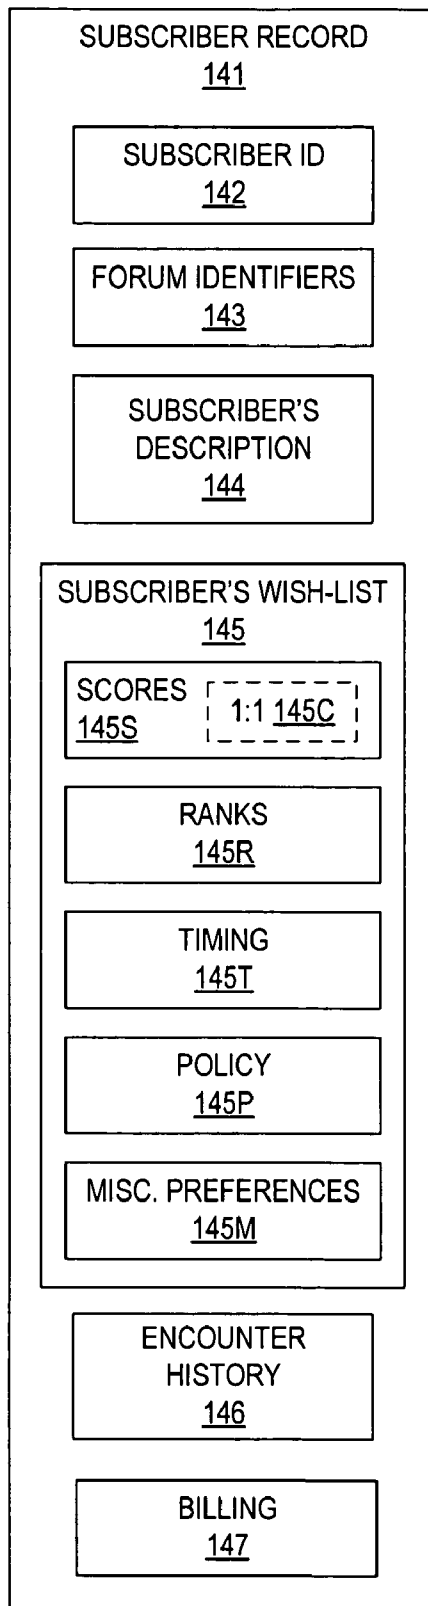 SUBSCRIBER RECORD
141
SUBSCRIBER ID
142
FORUM IDENTIFIERS
143
SUBSCRIBER'S
DESCRIPTION
144
SUBSCRIBER'S WISH-LIST
145
SCORES
145S
1:1 145C
RANKS
145R
TIMING
145T
POLICY
145P
MISC. PREFERENCES
145M
ENCOUNTER
HISTORY
146
BILLING
147